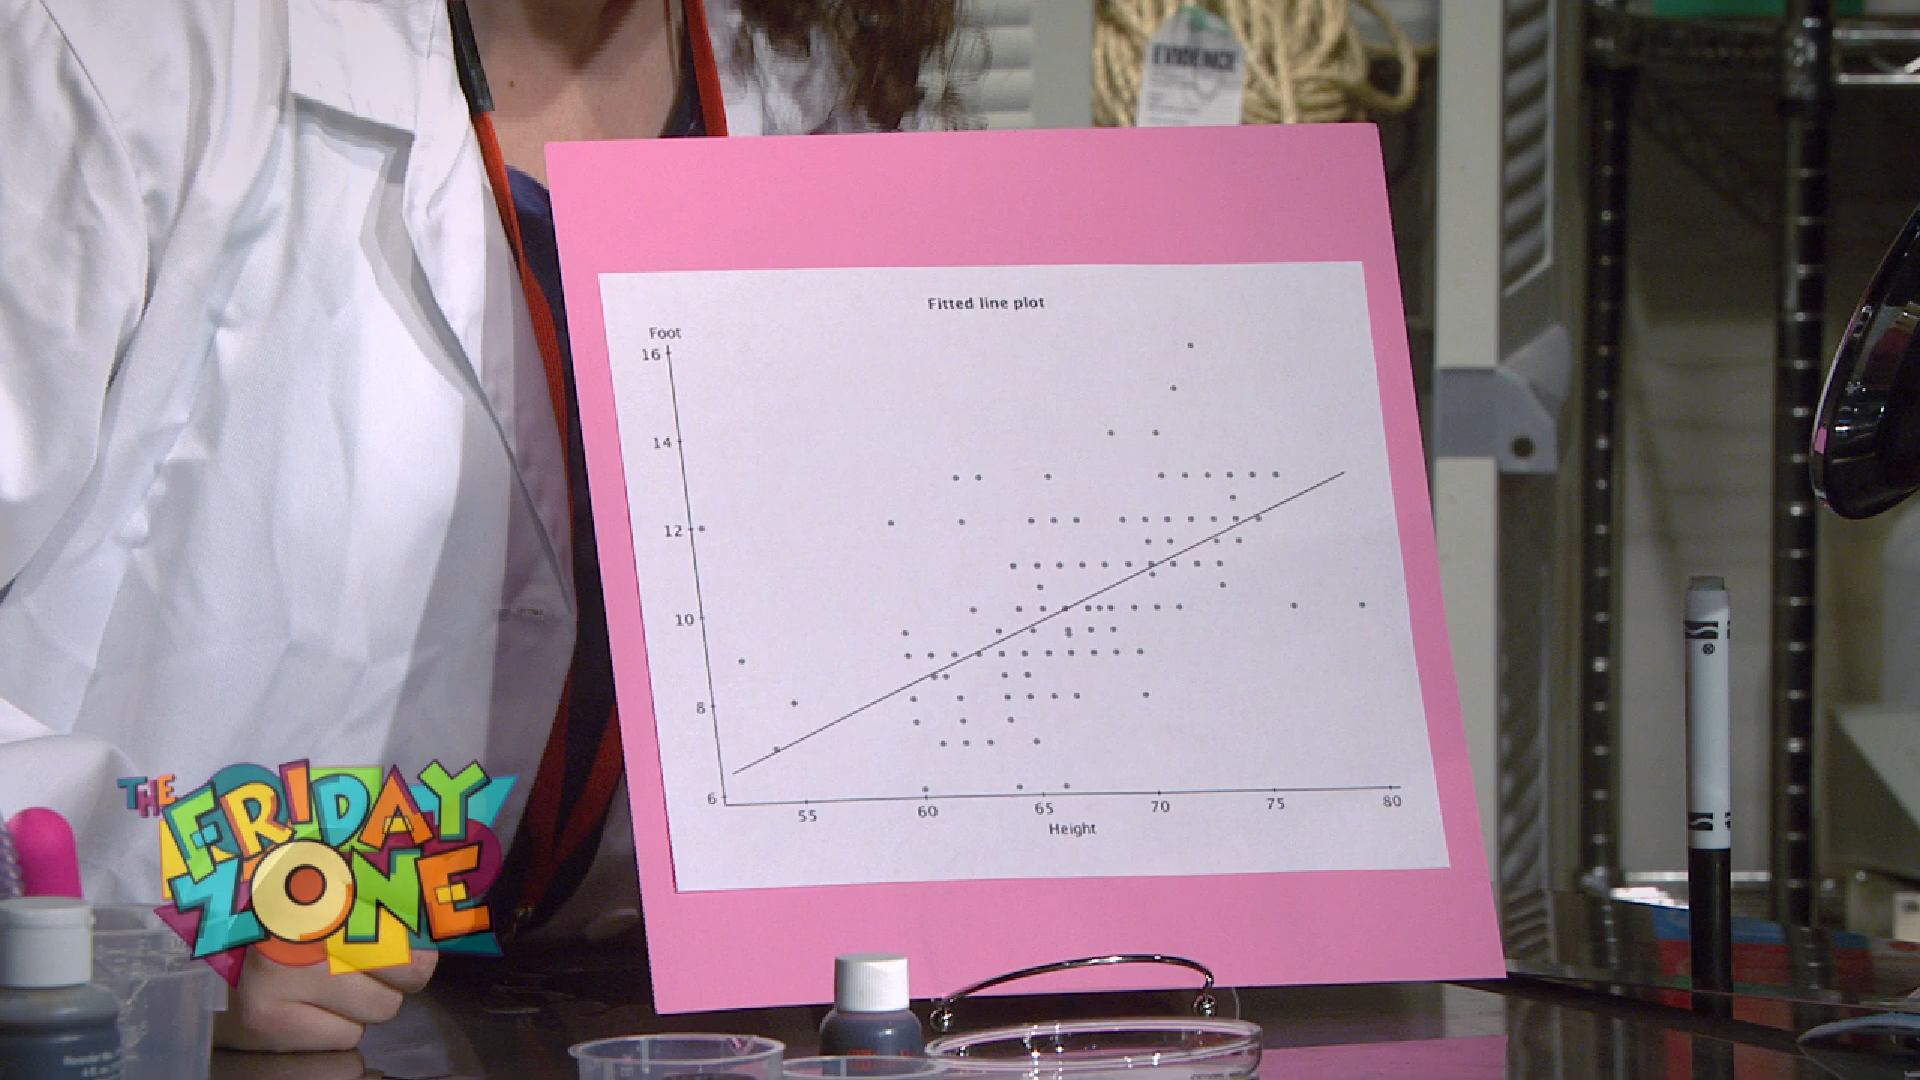 EVIDENCE
Fitted line plot
Foot
16
14
12
10
8
6
55 60 65 70 75 80
Height
THE
FRIDAY
ZONE